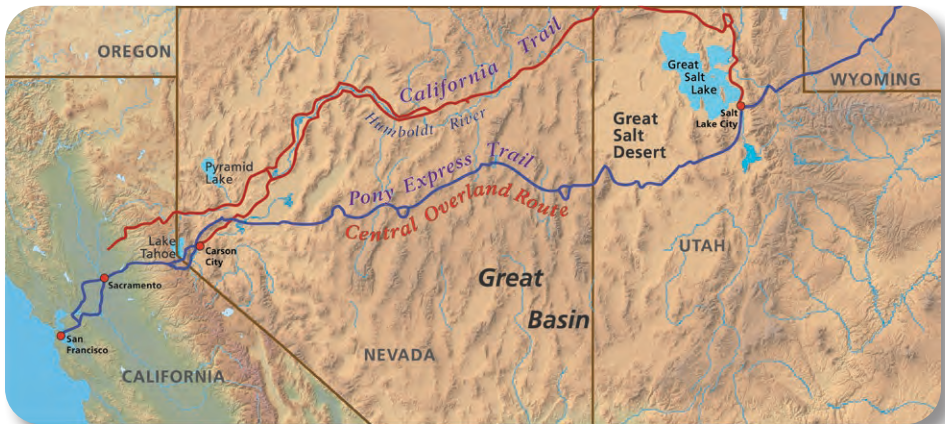 OREGON
California Trail
Great
Salt
Lake
WYOMING
Humboldt River
Salt
Lake City
Great
Salt
Desert
Pyramid
Lake
Pony Express Trail
Central Overland Route
Lake
Tahoe
Carson
City
UTAH
Sacramento
Great
Basin
San
Francisco
NEVADA
CALIFORNIA